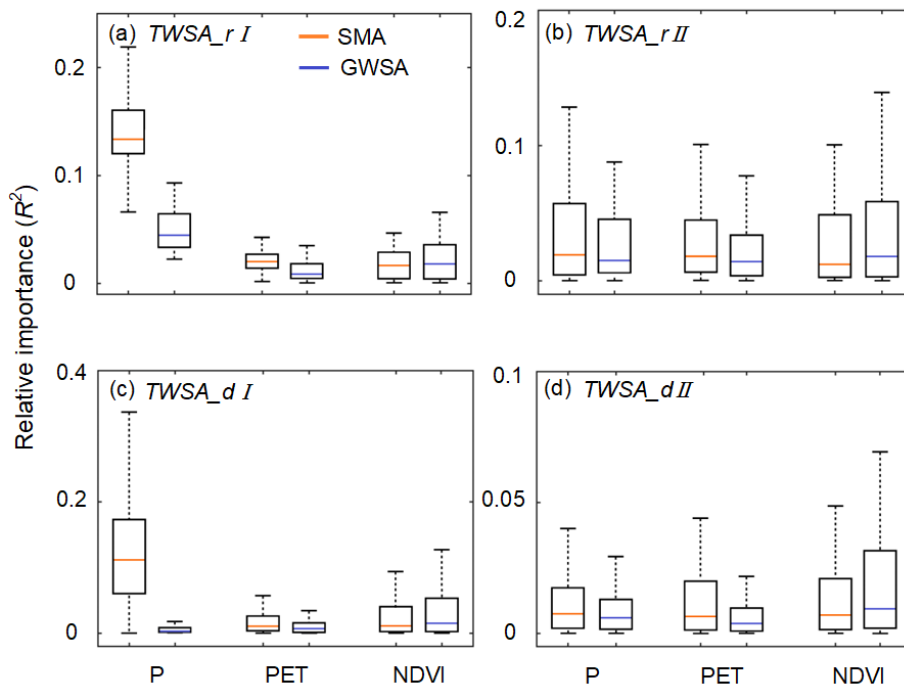 Relative importance (R²)
(a) TWSA_r I
SMA
GWSA
0.2
0.1
0
(b) TWSA_r II
0.2
0.1
0
(c) TWSA_d I
0.4
0.2
0
(d) TWSA_d II
0.1
0.05
0
P PET NDVI
P PET NDVI